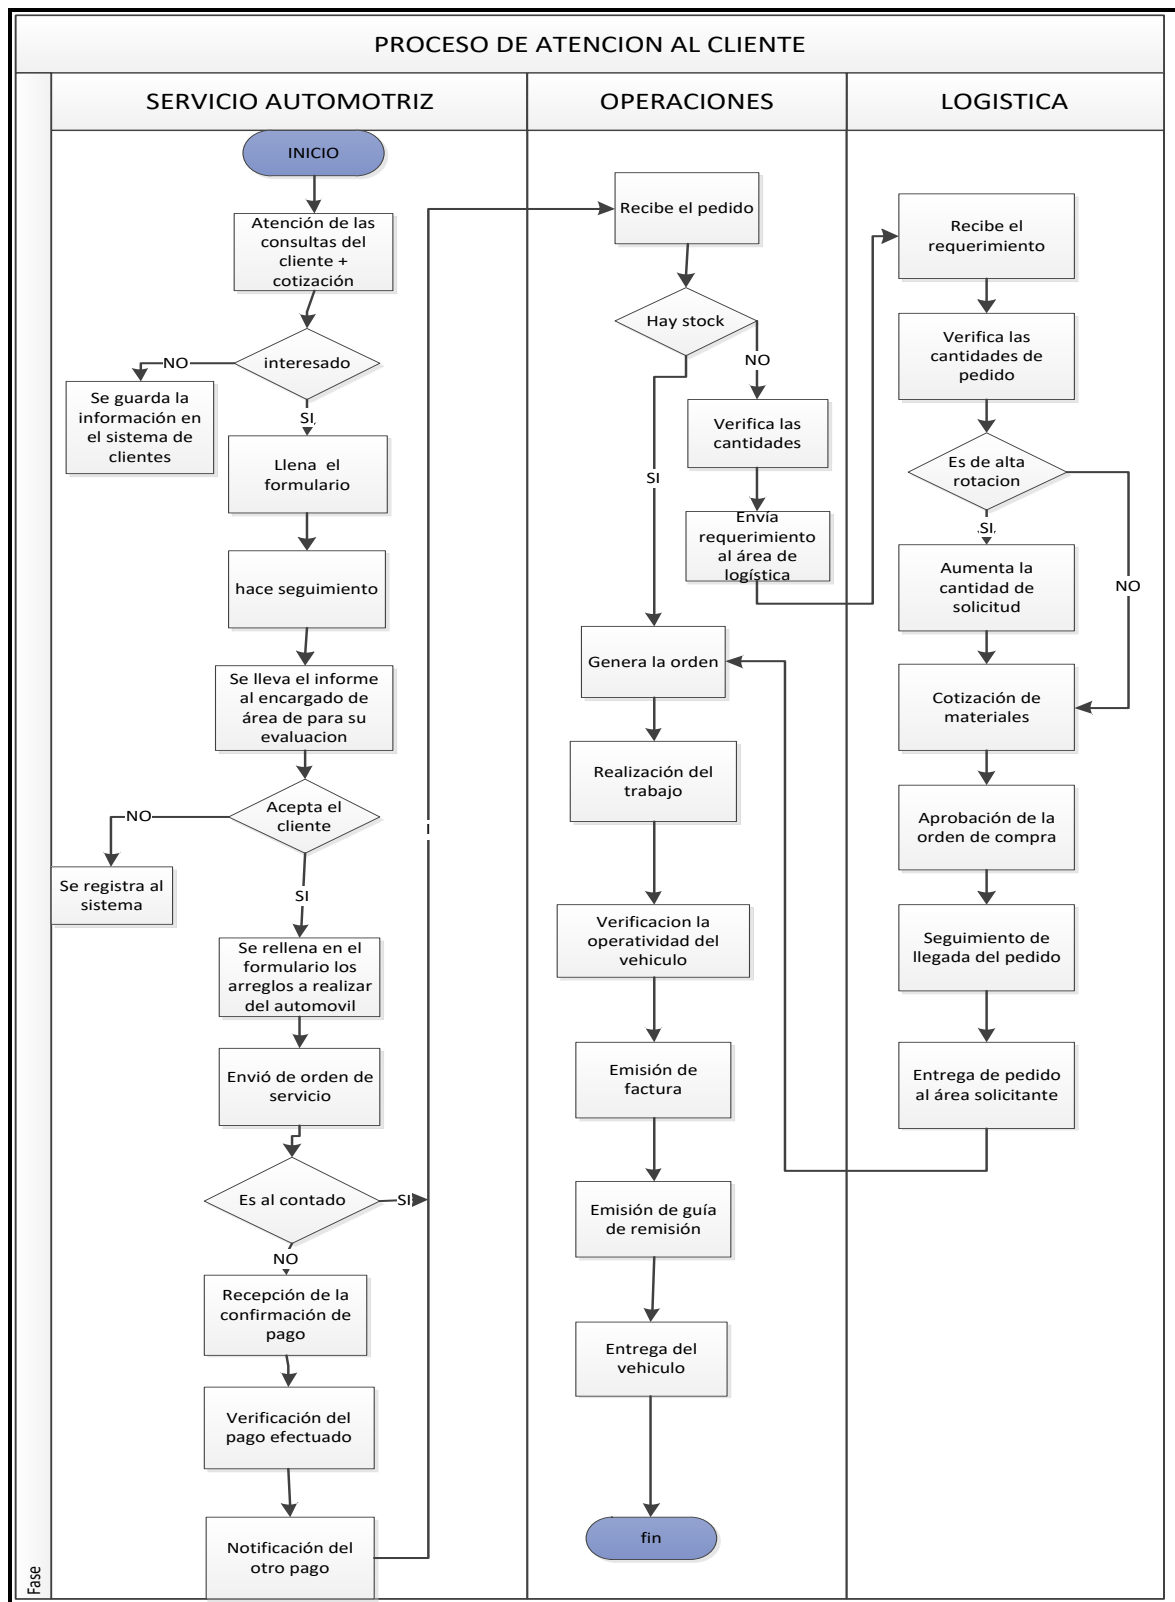 PROCESO DE ATENCION AL CLIENTE
Fase
SERVICIO AUTOMOTRIZ
OPERACIONES
LOGISTICA
INICIO
Atención de las
consultas del
cliente +
cotización
interesado
NO
Se guarda la
información en
el sistema de
clientes
SI
Llena el
formulario
hace seguimiento
Se lleva el informe
al encargado de
área de para su
evaluacion
Acepta el
cliente
NO
Se registra al
sistema
SI
Se rellena en el
formulario los
arreglos a realizar
del automovil
Envió de orden de
servicio
Es al contado
SI
NO
Recepción de la
confirmación de
pago
Verificación del
pago efectuado
Notificación del
otro pago
Recibe el pedido
Hay stock
NO
Verifica las
cantidades
SI
Envía
requerimiento
al área de
logística
Genera la orden
Realización del
trabajo
Verificacion la
operatividad del
vehiculo
Emisión de
factura
Emisión de guía
de remisión
Entrega del
vehiculo
fin
Recibe el
requerimiento
Verifica las
cantidades de
pedido
Es de alta
rotacion
SI
NO
Aumenta la
cantidad de
solicitud
Cotización de
materiales
Aprobación de la
orden de compra
Seguimiento de
llegada del pedido
Entrega de pedido
al área solicitante